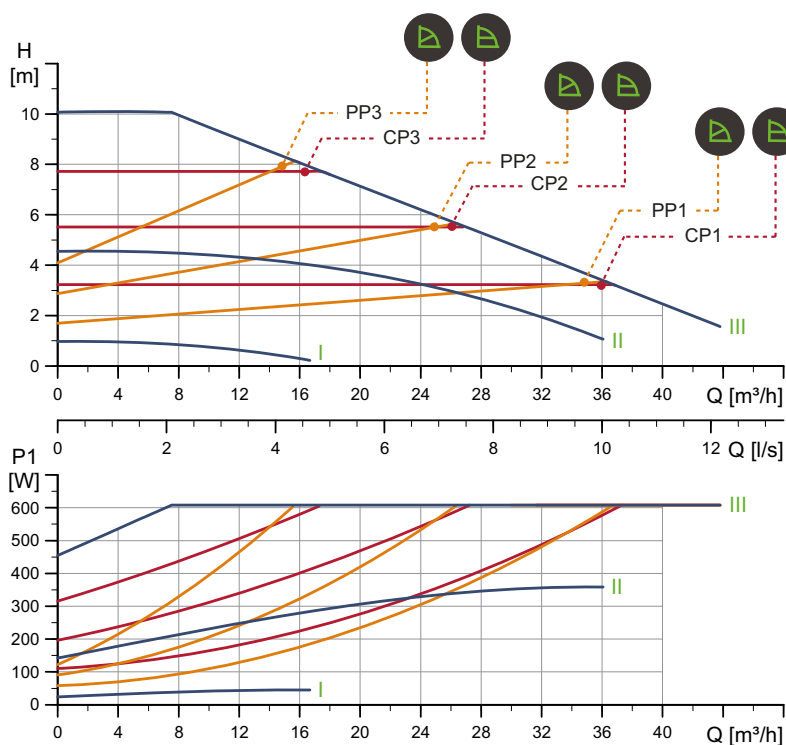 H
[m]
10
8
6
4
2
0
PP3
CP3
PP2
CP2
PP1
CP1
I
II
III
0 4 8 12 16 20 24 28 32 36 40 Q [m³/h]
0 2 4 6 8 10 12 Q [l/s]
P1
[W]
600
500
400
300
200
100
0
III
II
I
0 4 8 12 16 20 24 28 32 36 40 Q [m³/h]